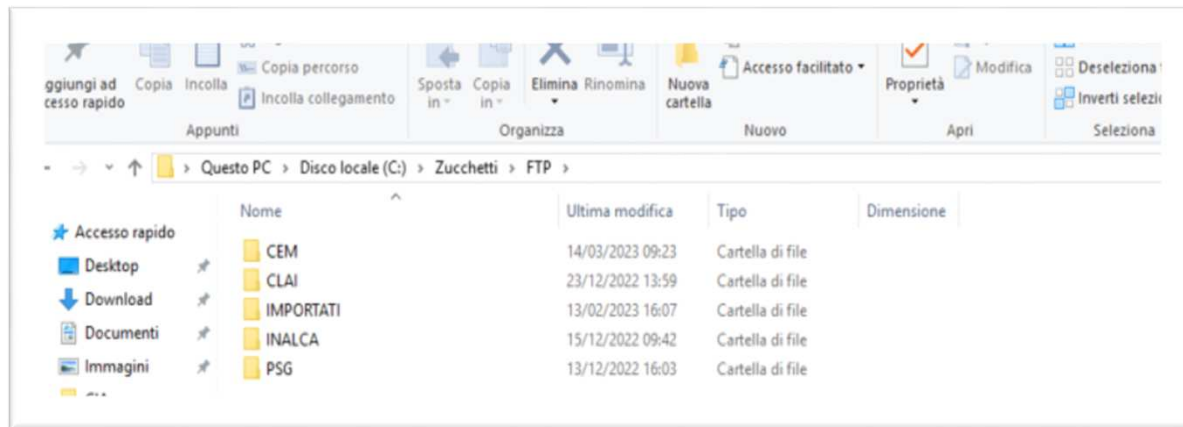 Copia percorso
Accesso facilitato
Modifica
Deseleziona
ggiungi ad
cesso rapido
Copia
Incolla
Incolla collegamento
Sposta
in
Copia
in
Elimina
Rinomina
Nuova
cartella
Proprietà
Inverti selezi
Appunti
Organizza
Nuovo
Apri
Seleziona
Questo PC > Disco locale (C:) > Zucchetti > FTP >
Nome Ultima modifica Tipo Dimensione
Accesso rapido
Desktop
Download
Documenti
Immagini
CEM 14/03/2023 09:23 Cartella di file
CLAI 23/12/2022 13:59 Cartella di file
IMPORTATI 13/02/2023 16:07 Cartella di file
INALCA 15/12/2022 09:42 Cartella di file
PSG 13/12/2022 16:03 Cartella di file